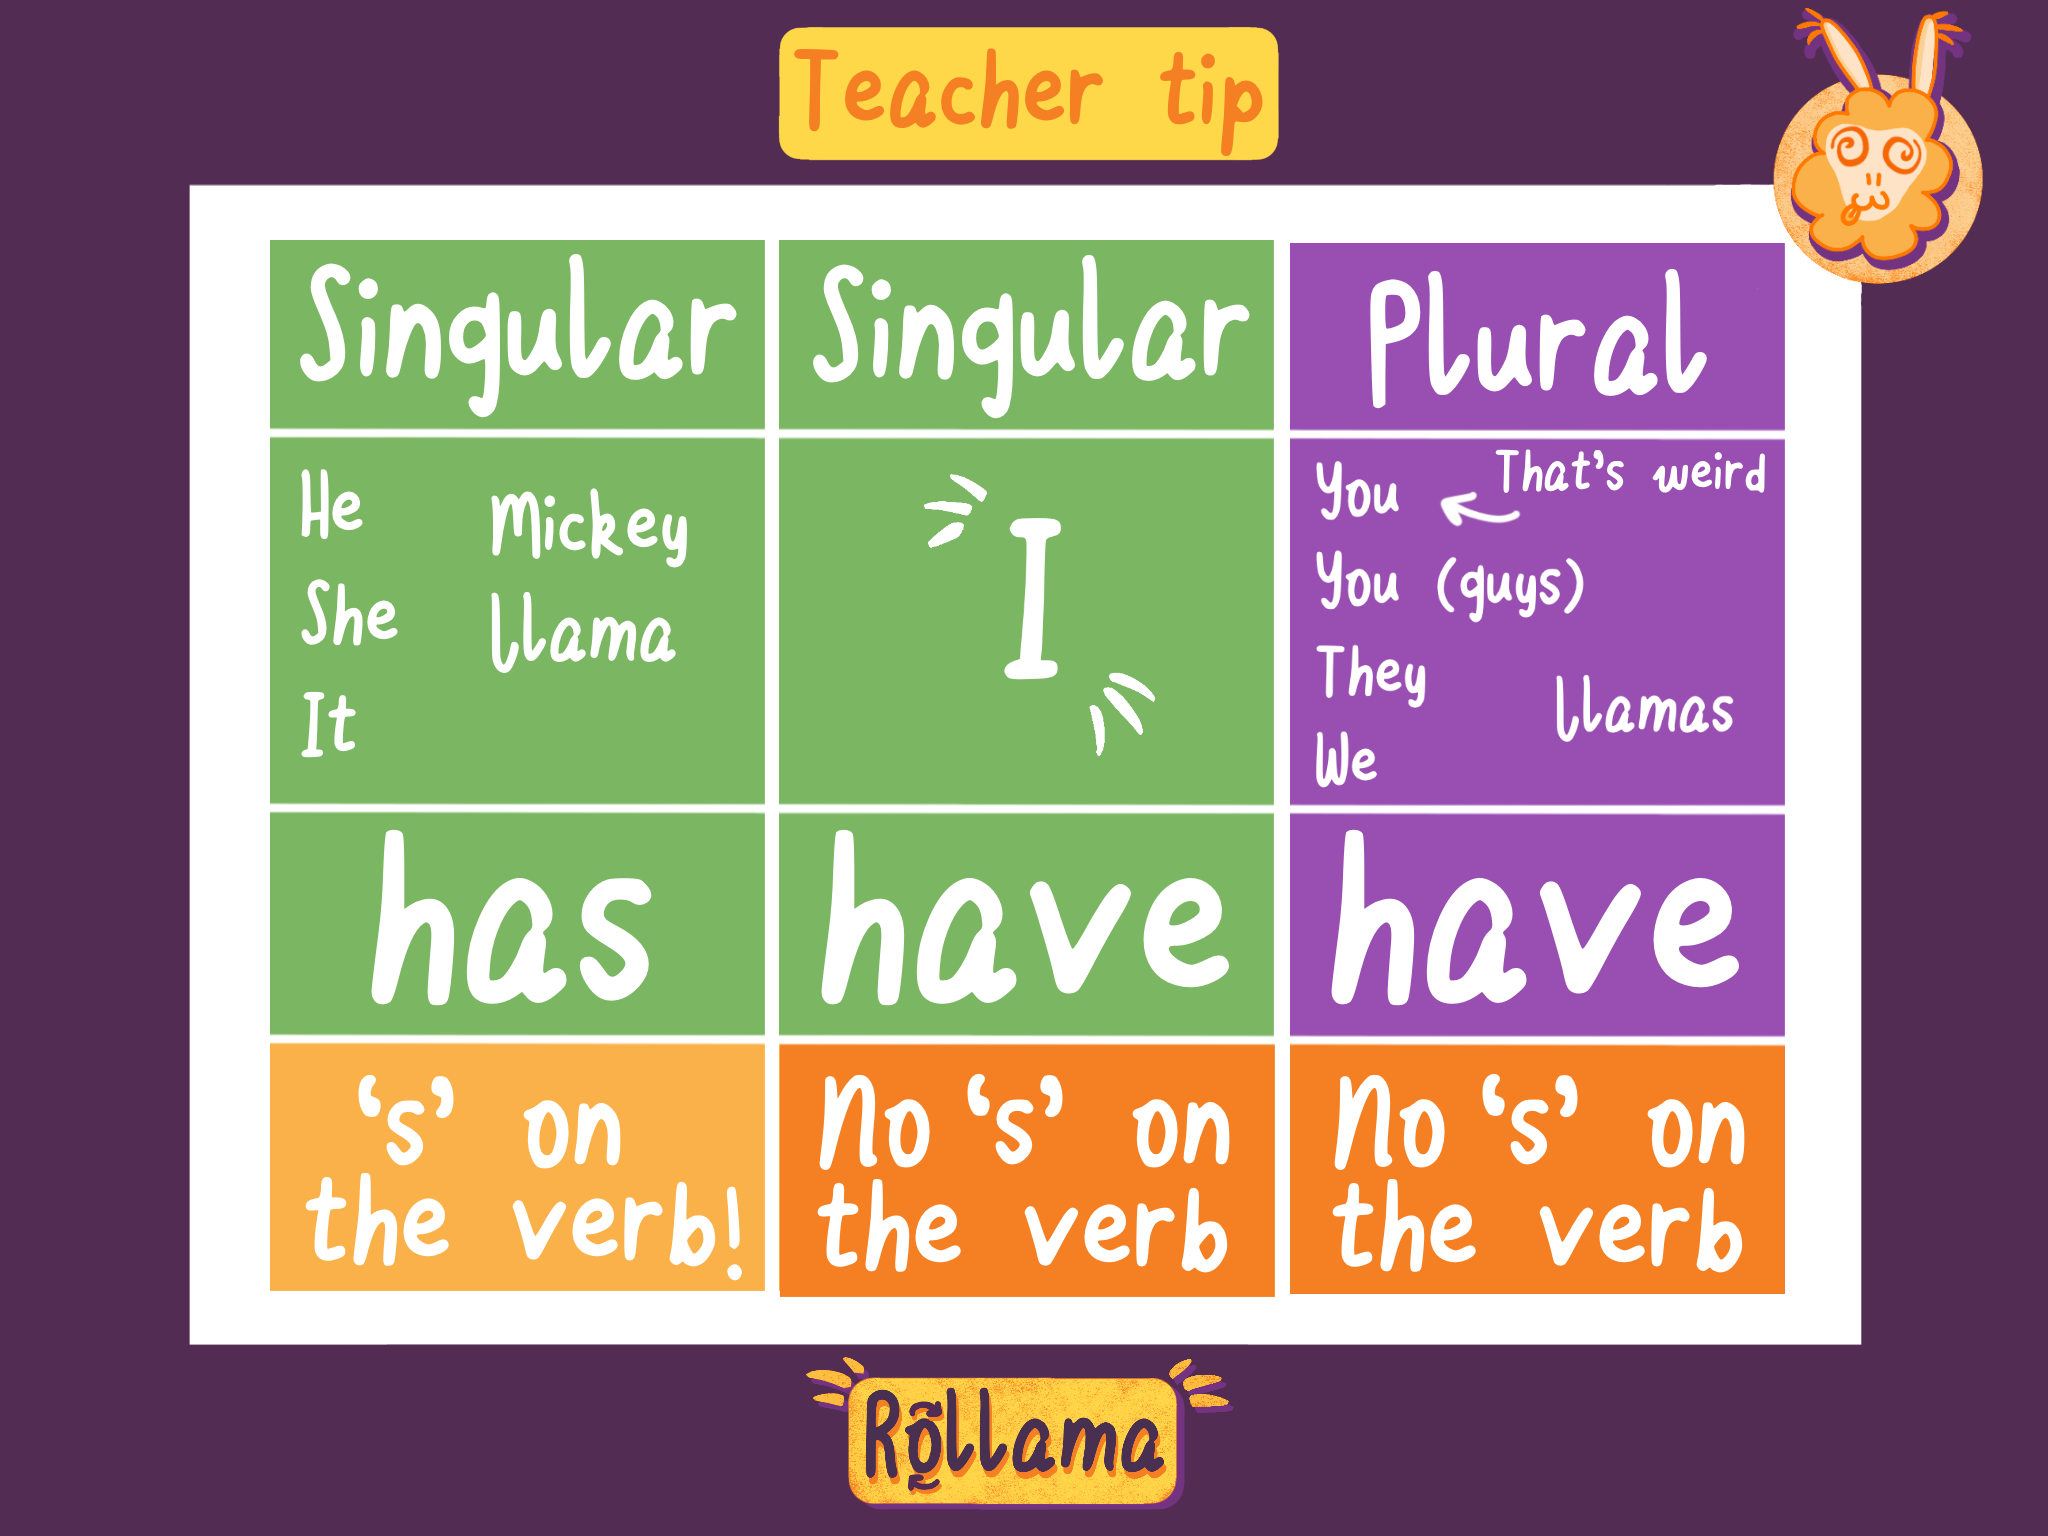 Teacher tip
Singular
Singular
Plural
He
She
It
Mickey
llama
I
You
That's weird
You (guys)
They
We
llamas
has
have
have
‘s’ on
the verb!
No ‘s’ on
the verb
No ‘s’ on
the verb
Rollama